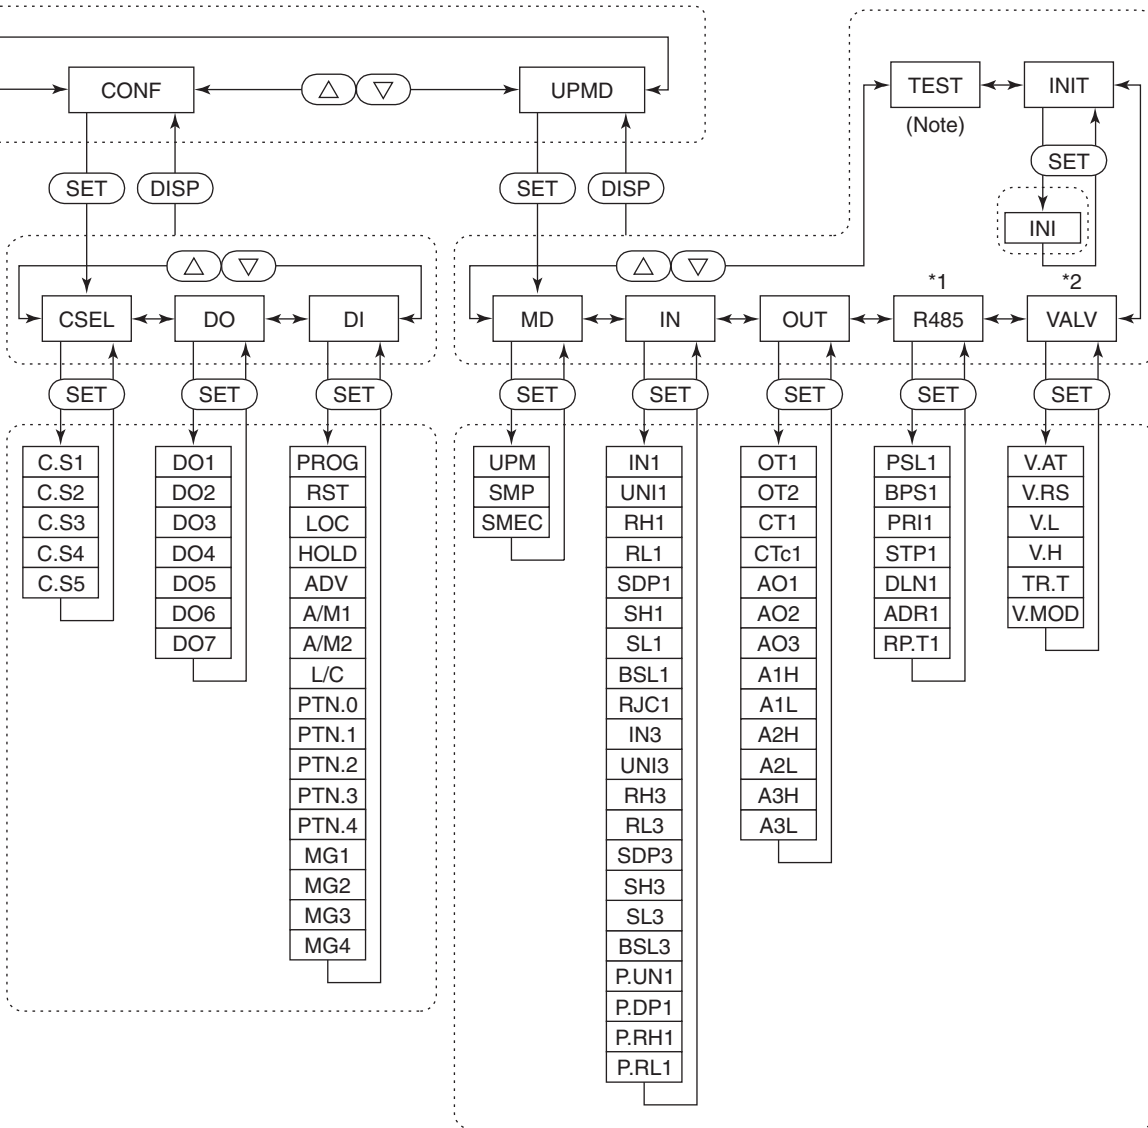 CONF
△ ▽
UPMD
TEST
(Note)
INIT
SET
INI
SET
DISP
SET
DISP
△ ▽
CSEL
DO
DI
△ ▽
MD
IN
OUT
*1
R485
*2
VALV
SET
SET
SET
SET
SET
SET
SET
SET
C.S1
C.S2
C.S3
C.S4
C.S5
DO1
DO2
DO3
DO4
DO5
DO6
DO7
PROG
RST
LOC
HOLD
ADV
A/M1
A/M2
L/C
PTN.0
PTN.1
PTN.2
PTN.3
PTN.4
MG1
MG2
MG3
MG4
UPM
SMP
SMEC
IN1
UNI1
RH1
RL1
SDP1
SH1
SL1
BSL1
RJC1
IN3
UNI3
RH3
RL3
SDP3
SH3
SL3
BSL3
P.UN1
P.DP1
P.RH1
P.RL1
OT1
OT2
CT1
CTc1
AO1
AO2
AO3
A1H
A1L
A2H
A2L
A3H
A3L
PSL1
BPS1
PRI1
STP1
DLN1
ADR1
RP.T1
V.AT
V.RS
V.L
V.H
TR.T
V.MOD